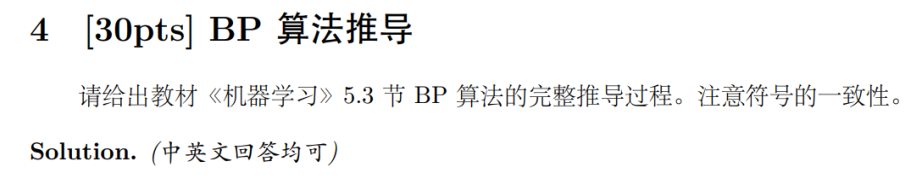 4 [30pts] BP 算法推导
请给出教材《机器学习》5.3 节 BP 算法的完整推导过程。注意符号的一致性。
Solution. (中英文回答均可)